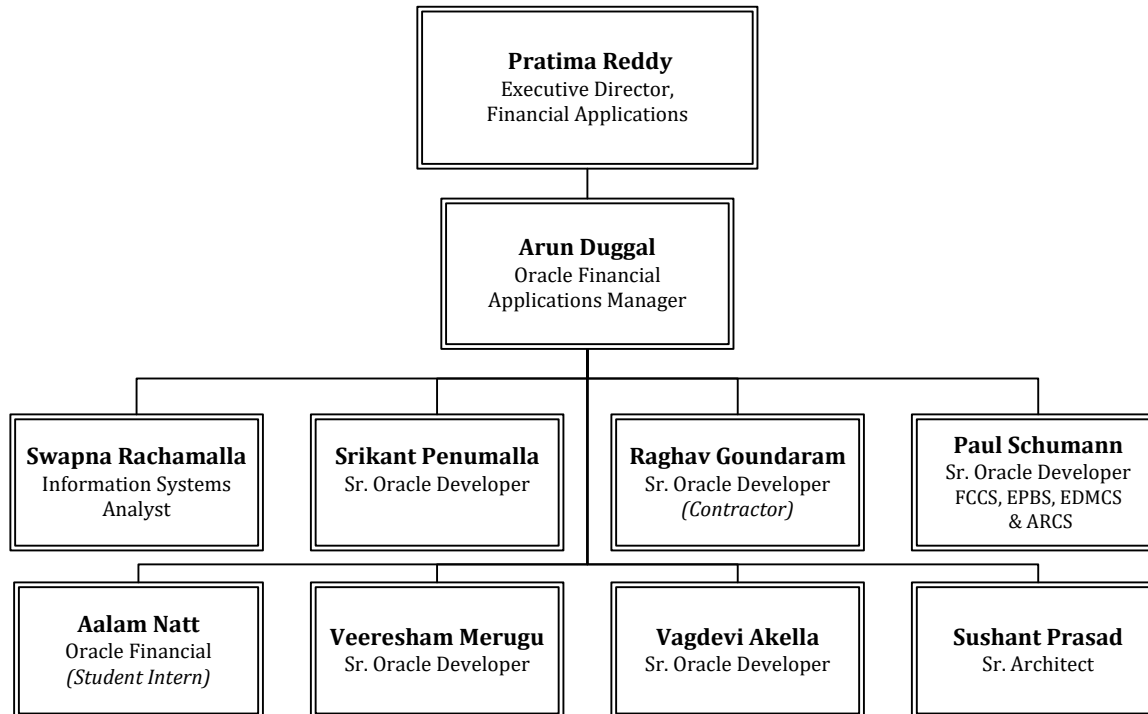 Pratima Reddy
Executive Director,
Financial Applications
Arun Duggal
Oracle Financial
Applications Manager
Swapna Rachamalla
Information Systems
Analyst
Srikant Penumalla
Sr. Oracle Developer
Raghav Goundaram
Sr. Oracle Developer
(Contractor)
Paul Schumann
Sr. Oracle Developer
FCCS, EPBS, EDMCS
& ARCS
Aalam Natt
Oracle Financial
(Student Intern)
Veeresham Merugu
Sr. Oracle Developer
Vagdevi Akella
Sr. Oracle Developer
Sushant Prasad
Sr. Architect